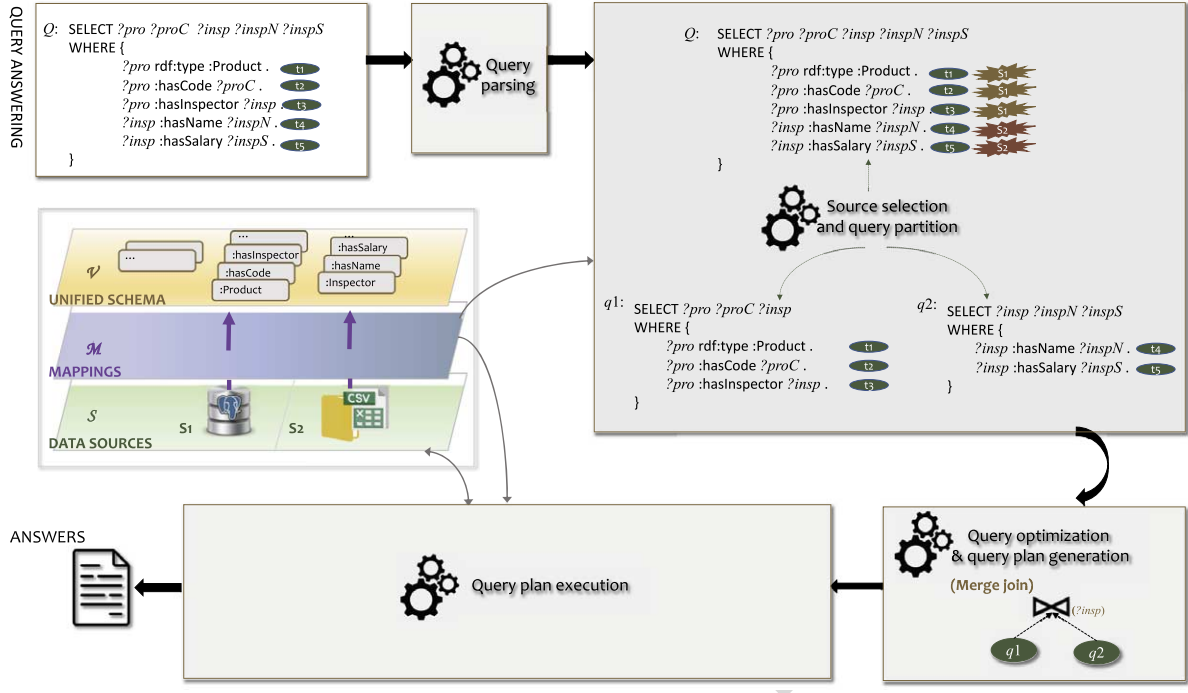 QUERY ANSWERING
Q: SELECT ?pro ?proC ?insp ?inspN ?inspS
WHERE {
?pro rdf:type :Product . t1
?pro :hasCode ?proC . t2
?pro :hasInspector ?insp . t3
?insp :hasName ?inspN . t4
?insp :hasSalary ?inspS . t5
}
Query
parsing
Q: SELECT ?pro ?proC ?insp ?inspN ?inspS
WHERE {
?pro rdf:type :Product . t1 S1
?pro :hasCode ?proC . t2 S1
?pro :hasInspector ?insp . t3 S1
?insp :hasName ?inspN . t4 S2
?insp :hasSalary ?inspS . t5 S2
}
Source selection
and query partition
q1: SELECT ?pro ?proC ?insp
WHERE {
?pro rdf:type :Product . t1
?pro :hasCode ?proC . t2
?pro :hasInspector ?insp . t3
}
q2: SELECT ?insp ?inspN ?inspS
WHERE {
?insp :hasName ?inspN . t4
?insp :hasSalary ?inspS . t5
}
V
UNIFIED SCHEMA
...
...
:hasInspector
:hasCode
:Product
...
:hasSalary
:hasName
:Inspector
M
MAPPINGS
S
DATA SOURCES
S1
S2
CSV
Query optimization
& query plan generation
(Merge join)
(?insp)
q1 q2
Query plan execution
ANSWERS